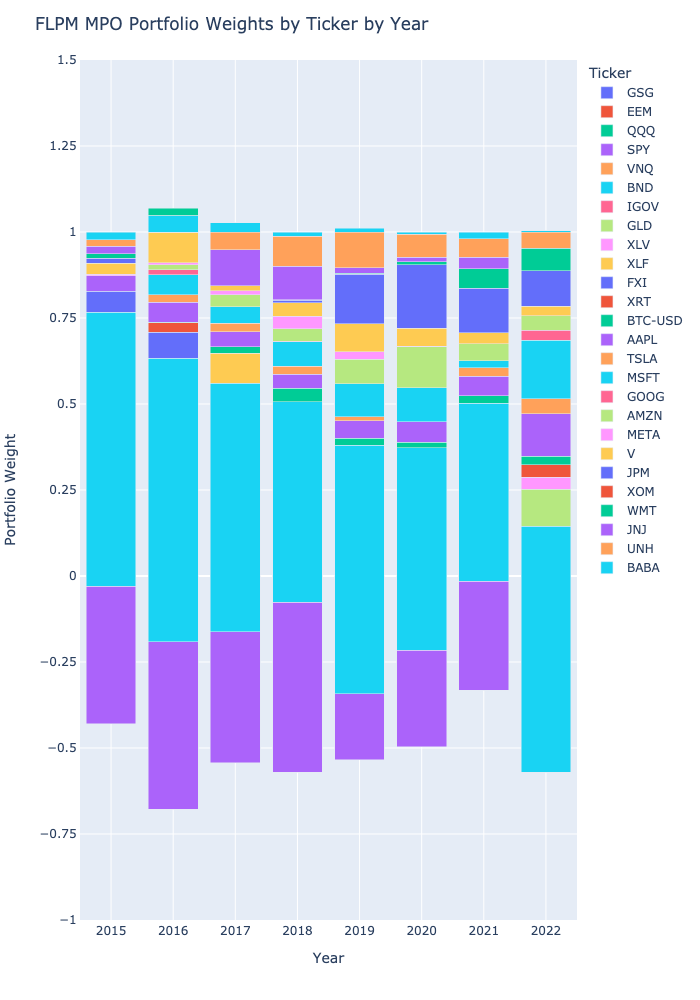 FLPM MPO Portfolio Weights by Ticker by Year
1.5
1.25
1
0.75
0.5
0.25
0
−0.25
−0.5
−0.75
−1
Portfolio Weight
2015 2016 2017 2018 2019 2020 2021 2022
Year
Ticker
GSG
EEM
QQQ
SPY
VNQ
BND
IGOV
GLD
XLV
XLF
FXI
XRT
BTC-USD
AAPL
TSLA
MSFT
GOOG
AMZN
META
V
JPM
XOM
WMT
JNJ
UNH
BABA